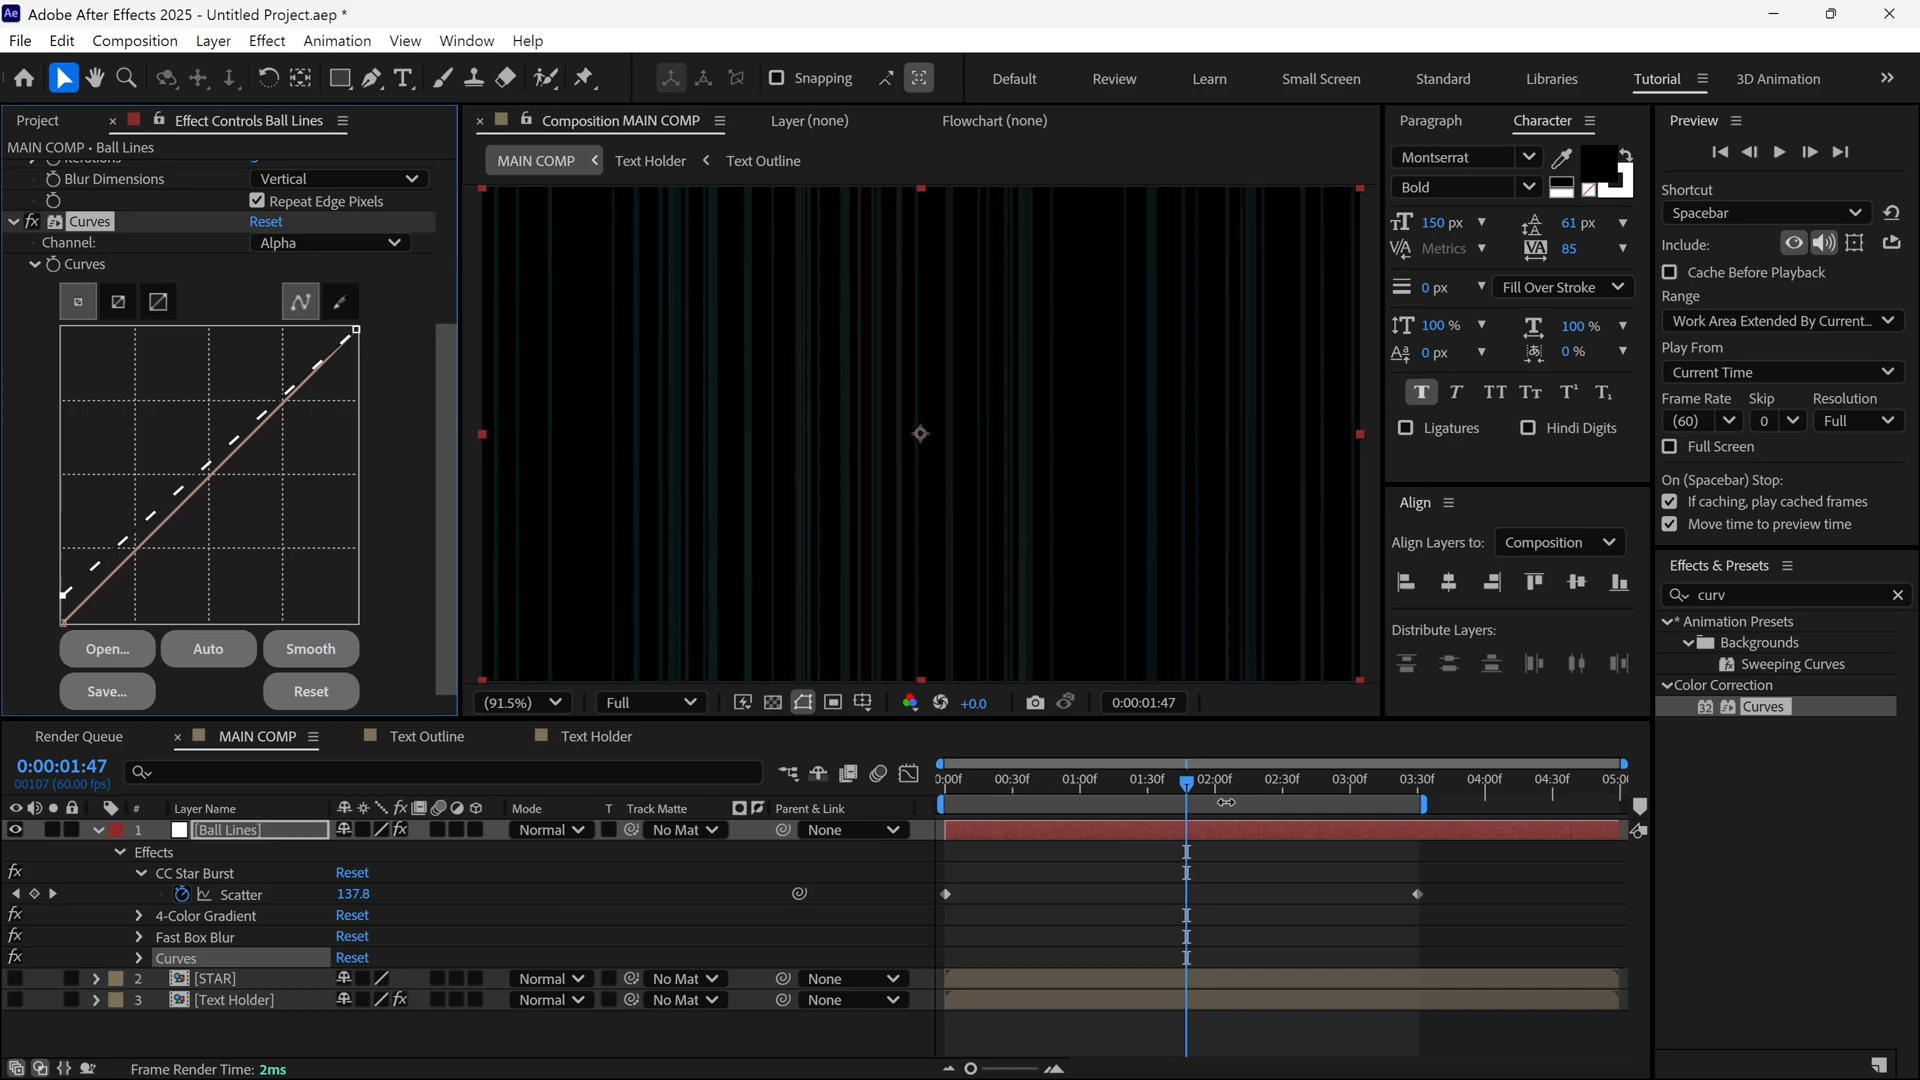 Ae Adobe After Effects 2025 - Untitled Project.aep *
File Edit Composition Layer Effect Animation View Window Help
Snapping
Default Review Learn Small Screen Standard Libraries Tutorial 3D Animation
Project
Effect Controls Ball Lines
MAIN COMP • Ball Lines
Iterations
Blur Dimensions Vertical
Repeat Edge Pixels
fx Curves Reset
Channel: Alpha
Curves
Open... Auto Smooth
Save... Reset
Composition MAIN COMP
Layer (none)
Flowchart (none)
MAIN COMP Text Holder Text Outline
(91.5%) Full +0.0 0:00:01:47
Paragraph Character
Montserrat
Bold
150 px 61 px
Metrics 85
0 px Fill Over Stroke
100 % 100 %
0 px 0 %
Ligatures Hindi Digits
Align
Align Layers to: Composition
Distribute Layers:
Preview
Shortcut
Spacebar
Include:
Cache Before Playback
Range
Work Area Extended By Current...
Play From
Current Time
Frame Rate Skip Resolution
(60) 0 Full
Full Screen
On (Spacebar) Stop:
If caching, play cached frames
Move time to preview time
Effects & Presets
curv
* Animation Presets
Backgrounds
Sweeping Curves
Color Correction
32 Curves
Render Queue MAIN COMP Text Outline Text Holder
0:00:01:47
00107 (60.00 fps)
:00f 00:30f 01:00f 01:30f 02:00f 02:30f 03:00f 03:30f 04:00f 04:30f 05:00
# Layer Name fx Mode T Track Matte Parent & Link
1 [Ball Lines] fx Normal No Mat None
Effects
fx CC Star Burst Reset
Scatter 137.8
fx 4-Color Gradient Reset
fx Fast Box Blur Reset
fx Curves Reset
2 [STAR] Normal No Mat None
3 [Text Holder] fx Normal No Mat None
Frame Render Time: 2ms